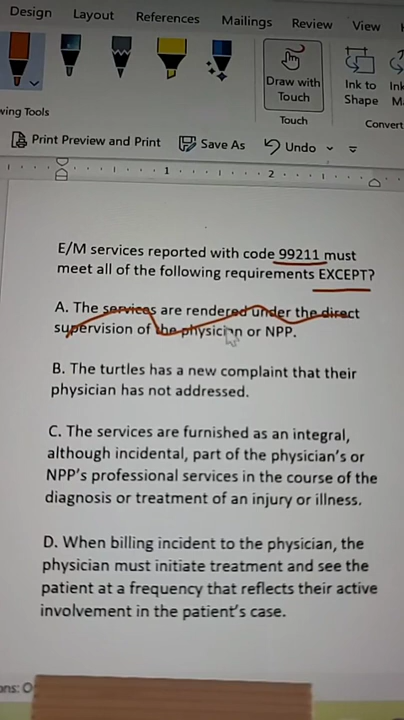 Design Layout References Mailings Review View
Draw with
Touch
Ink to
Shape
Ink
wing Tools
Touch
Convert
Print Preview and Print Save As Undo
1 2
E/M services reported with code 99211 must
meet all of the following requirements EXCEPT?
A. The services are rendered under the direct
supervision of the physician or NPP.
B. The turtles has a new complaint that their
physician has not addressed.
C. The services are furnished as an integral,
although incidental, part of the physician's or
NPP's professional services in the course of the
diagnosis or treatment of an injury or illness.
D. When billing incident to the physician, the
physician must initiate treatment and see the
patient at a frequency that reflects their active
involvement in the patient's case.
ons: O